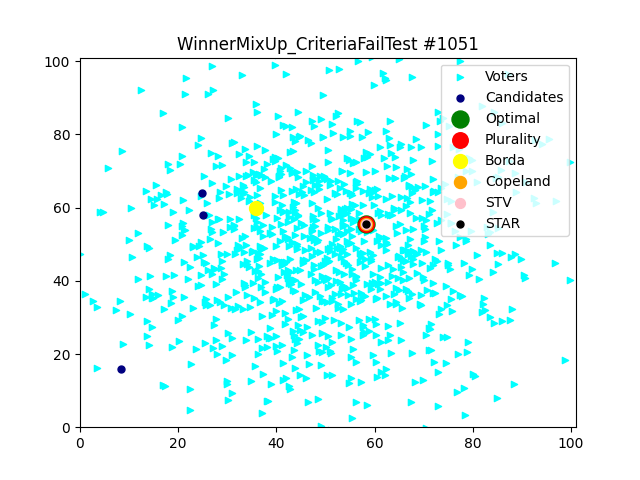 WinnerMixUp_CriteriaFailTest #1051
100
80
60
40
20
0
0 20 40 60 80 100
Voters
Candidates
Optimal
Plurality
Borda
Copeland
STV
STAR